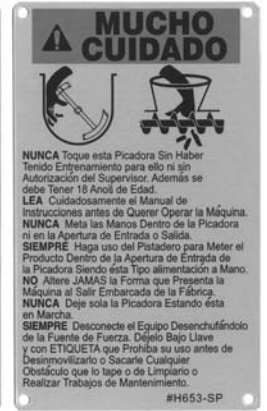 MUCHO
CUIDADO
NUNCA Toque esta Picadora Sin Haber
Tenido Entrenamiento para ello ni sin
Autorización del Supervisor. Además se
debe Tener 18 Anoš de Edad.
LEA Cuidadosamente el Manual de
Instrucciones antes de Querer Operar la Máquina.
NUNCA Meta las Manos Dentro de la Picadora
ni en la Apertura de Entrada o Salida.
SIEMPRE Haga uso del Pistadero para Meter el
Producto Dentro de la Apertura de Entrada de
la Picadora Siendo ésta Tipo alimentación a Mano.
NO Altere JAMAS la Forma que Presenta la
Máquina al Salir Embarcada de la Fábrica.
NUNCA Deje sola la Picadora Estando ésta
en Marcha.
SIEMPRE Desconecte el Equipo Desenchufándolo
de la Fuente de Fuerza. Déjelo Bajo Llave
y con ETIQUETA que Prohiba su uso antes de
Desinmovilizarlo o Sacarle Cualquier
Obstáculo que lo tape o de Limpiarlo o
Realizar Trabajos de Mantenimiento.
#H653-SP